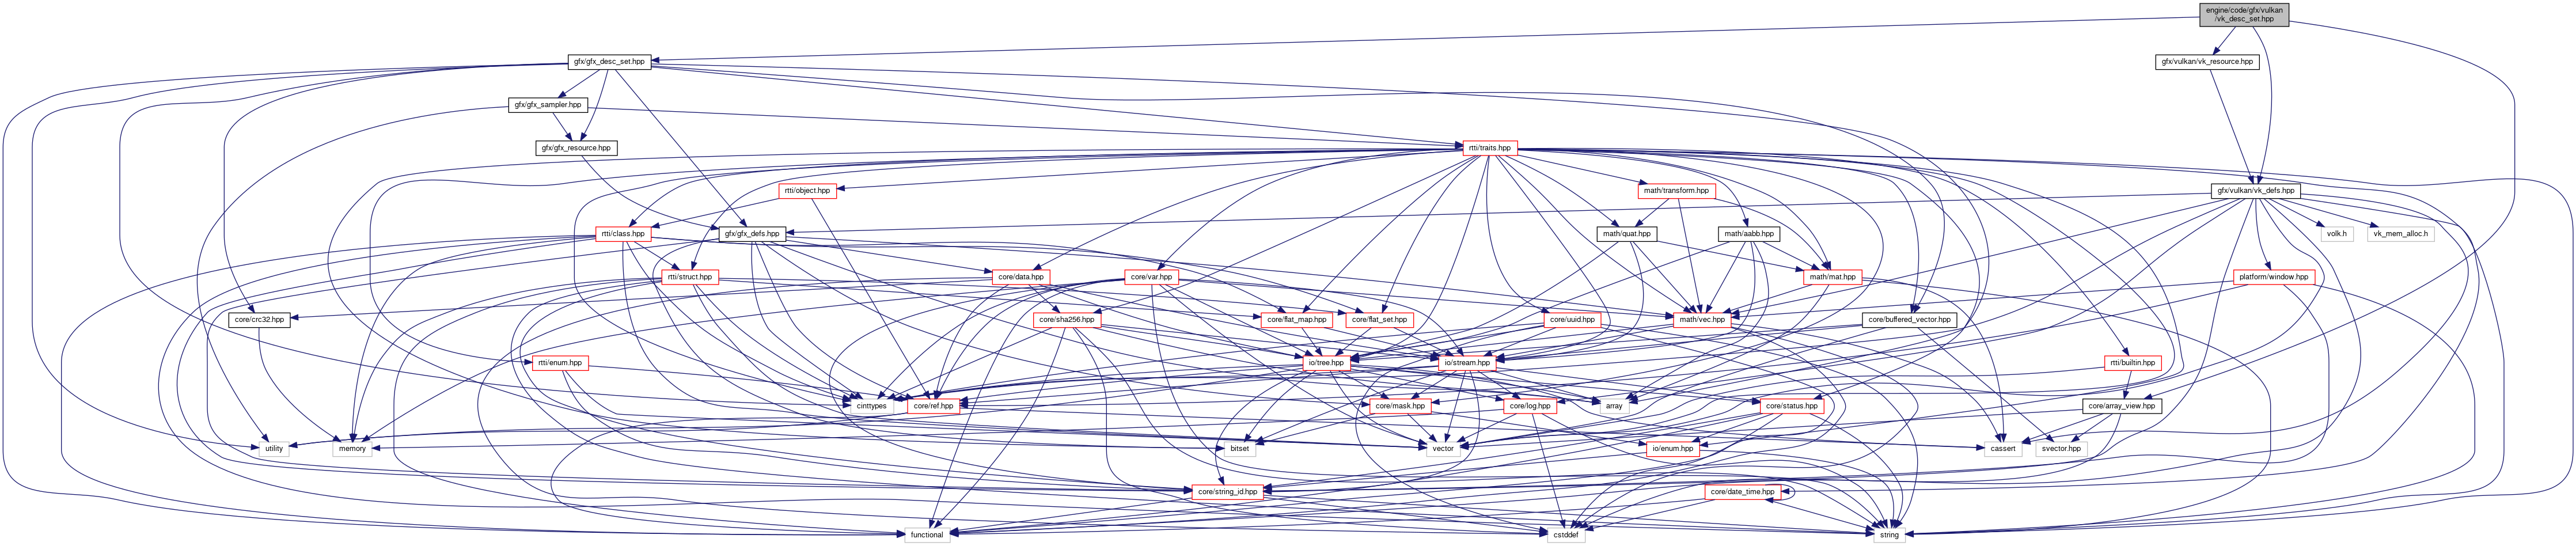 engine/code/gfx/vulkan
/vk_desc_set.hpp
gfx/gfx_desc_set.hpp
gfx/vulkan/vk_resource.hpp
gfx/gfx_sampler.hpp
gfx/gfx_resource.hpp
rtti/traits.hpp
rtti/object.hpp
math/transform.hpp
gfx/vulkan/vk_defs.hpp
rtti/class.hpp
gfx/gfx_defs.hpp
math/quat.hpp
math/aabb.hpp
volk.h
vk_mem_alloc.h
rtti/struct.hpp
core/data.hpp
core/var.hpp
math/mat.hpp
platform/window.hpp
core/crc32.hpp
core/sha256.hpp
core/flat_map.hpp
core/flat_set.hpp
core/uuid.hpp
math/vec.hpp
core/buffered_vector.hpp
rtti/enum.hpp
io/tree.hpp
io/stream.hpp
rtti/builtin.hpp
cinttypes
core/ref.hpp
core/mask.hpp
core/log.hpp
array
core/status.hpp
core/array_view.hpp
utility
memory
bitset
vector
io/enum.hpp
cassert
svector.hpp
core/string_id.hpp
core/date_time.hpp
functional
cstddef
string